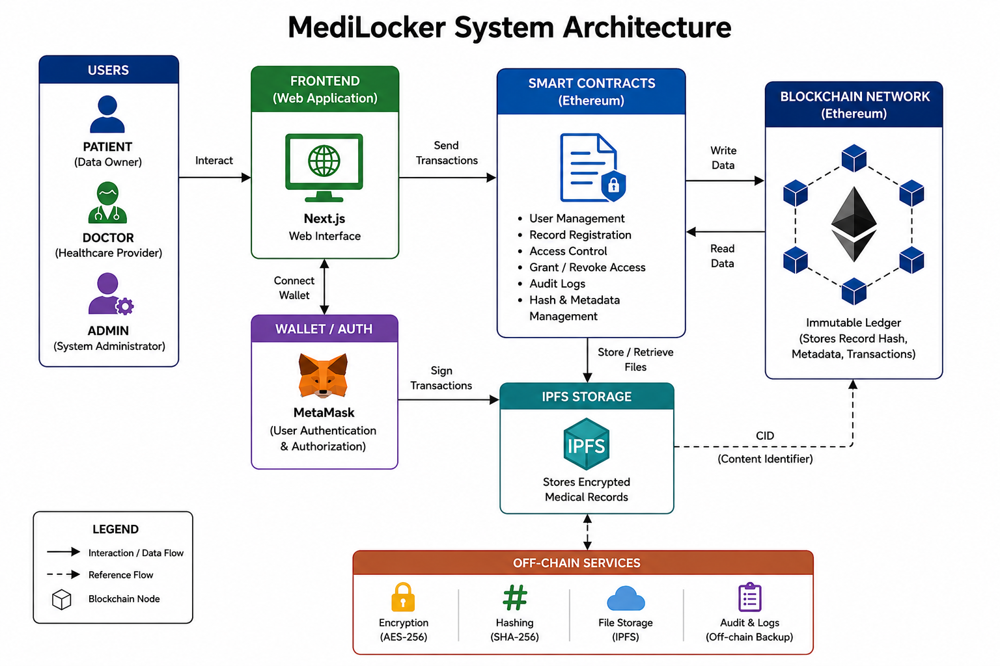 MediLocker System Architecture
USERS
PATIENT
(Data Owner)
DOCTOR
(Healthcare Provider)
ADMIN
(System Administrator)
Interact
FRONTEND
(Web Application)
Next.js
Web Interface
Connect
Wallet
WALLET / AUTH
MetaMask
(User Authentication
& Authorization)
Send
Transactions
Sign
Transactions
SMART CONTRACTS
(Ethereum)
• User Management
• Record Registration
• Access Control
• Grant / Revoke Access
• Audit Logs
• Hash & Metadata
Management
Store / Retrieve
Files
IPFS STORAGE
IPFS
Stores Encrypted
Medical Records
Write
Data
Read
Data
BLOCKCHAIN NETWORK
(Ethereum)
Immutable Ledger
(Stores Record Hash,
Metadata, Transactions)
CID
(Content Identifier)
LEGEND
Interaction / Data Flow
Reference Flow
Blockchain Node
OFF-CHAIN SERVICES
Encryption
(AES-256)
#
Hashing
(SHA-256)
File Storage
(IPFS)
Audit & Logs
(Off-chain Backup)